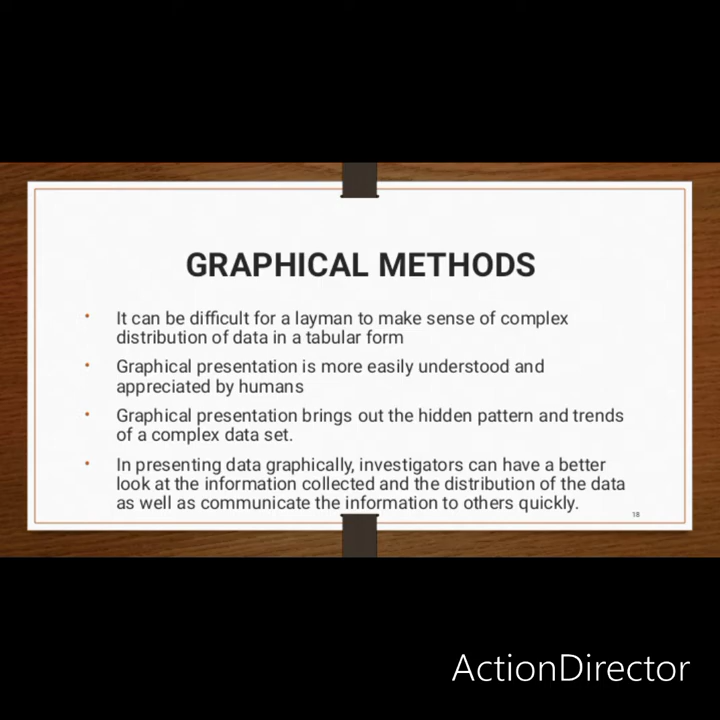 GRAPHICAL METHODS
• It can be difficult for a layman to make sense of complex
distribution of data in a tabular form
• Graphical presentation is more easily understood and
appreciated by humans
• Graphical presentation brings out the hidden pattern and trends
of a complex data set.
• In presenting data graphically, investigators can have a better
look at the information collected and the distribution of the data
as well as communicate the information to others quickly.
18
ActionDirector